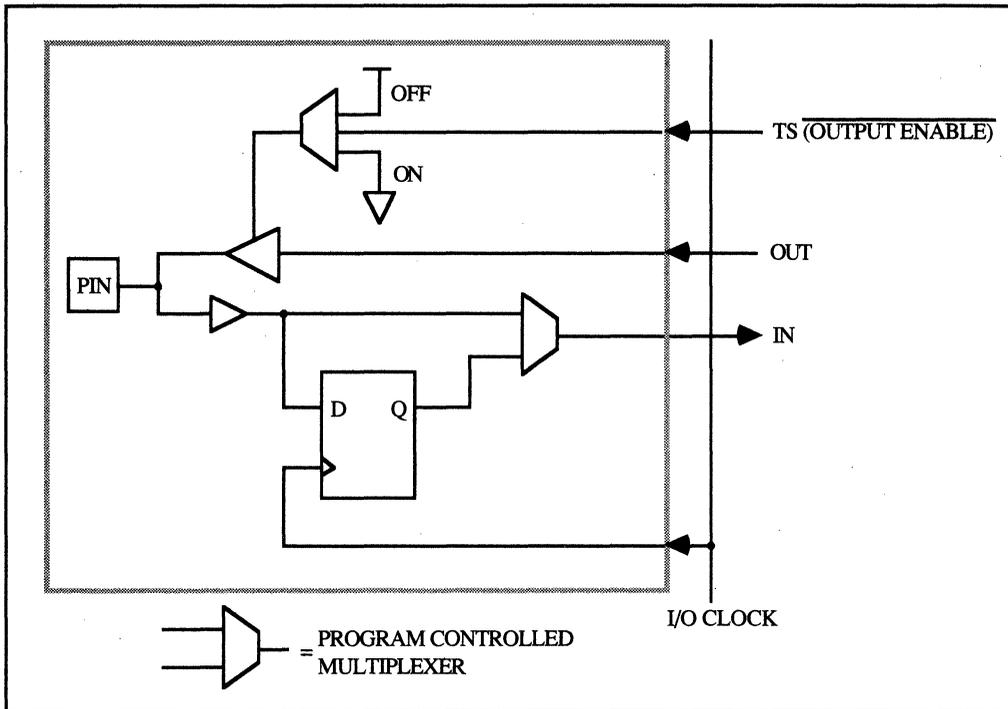 OFF
TS (OUTPUT ENABLE)
ON
OUT
PIN
IN
D Q
I/O CLOCK
= PROGRAM CONTROLLED
MULTIPLEXER